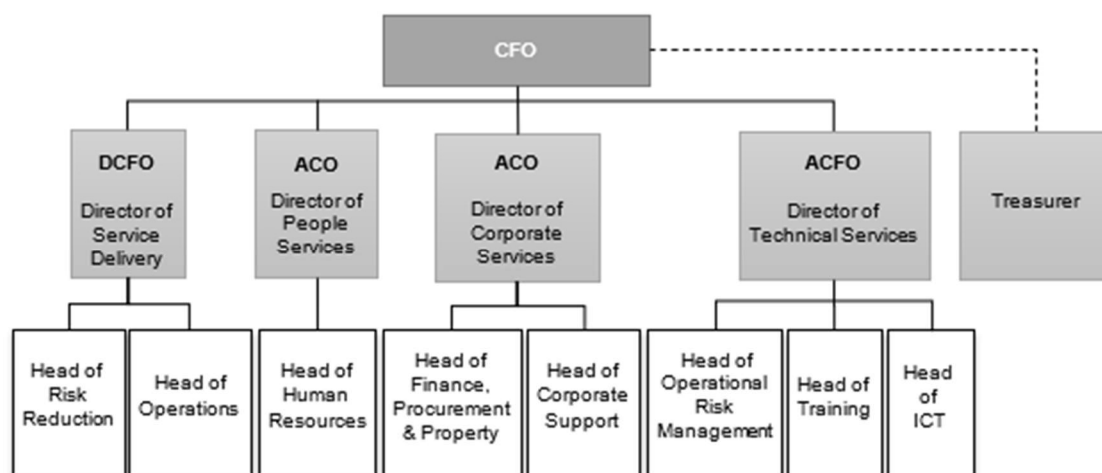 CFO
DCFO
Director of
Service
Delivery
ACO
Director of
People
Services
ACO
Director of
Corporate
Services
ACFO
Director of
Technical Services
Treasurer
Head of
Risk
Reduction
Head of
Operations
Head of
Human
Resources
Head of
Finance,
Procurement
& Property
Head of
Corporate
Support
Head of
Operational
Risk
Management
Head of
Training
Head
of
ICT